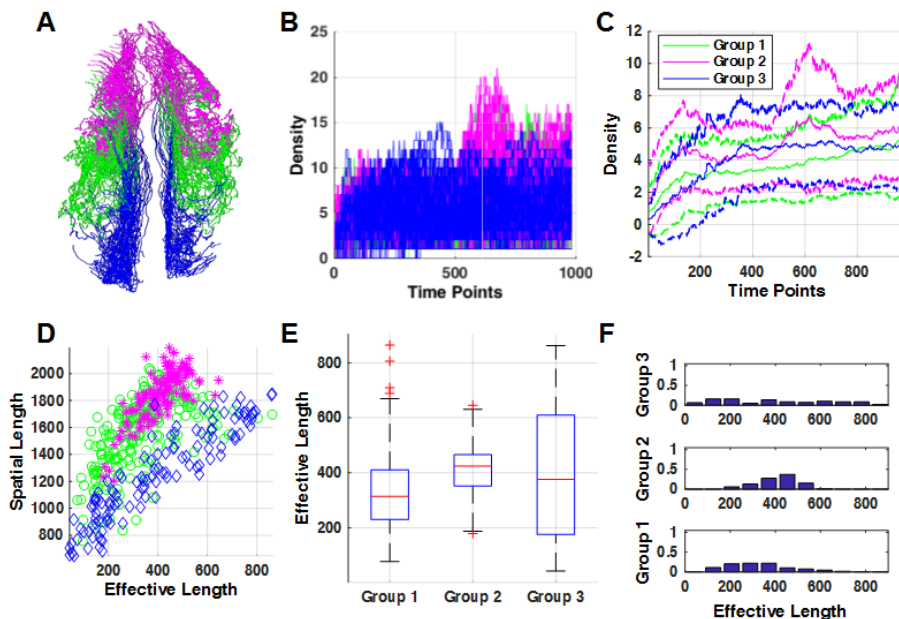 A
B
C
25
20
15
10
5
0
Density
0
500
1000
Time Points
12
10
8
6
4
2
0
-2
Density
Group 1
Group 2
Group 3
200
400
600
800
Time Points
D
E
F
2000
1800
1600
1400
1200
1000
800
Spatial Length
200
400
600
800
Effective Length
800
600
400
200
Effective Length
Group 1
Group 2
Group 3
Group3
1
0.5
0
0
200
400
600
800
Group 2
1
0.5
0
0
200
400
600
800
Group 1
1
0.5
0
0
200
400
600
800
Effective Length